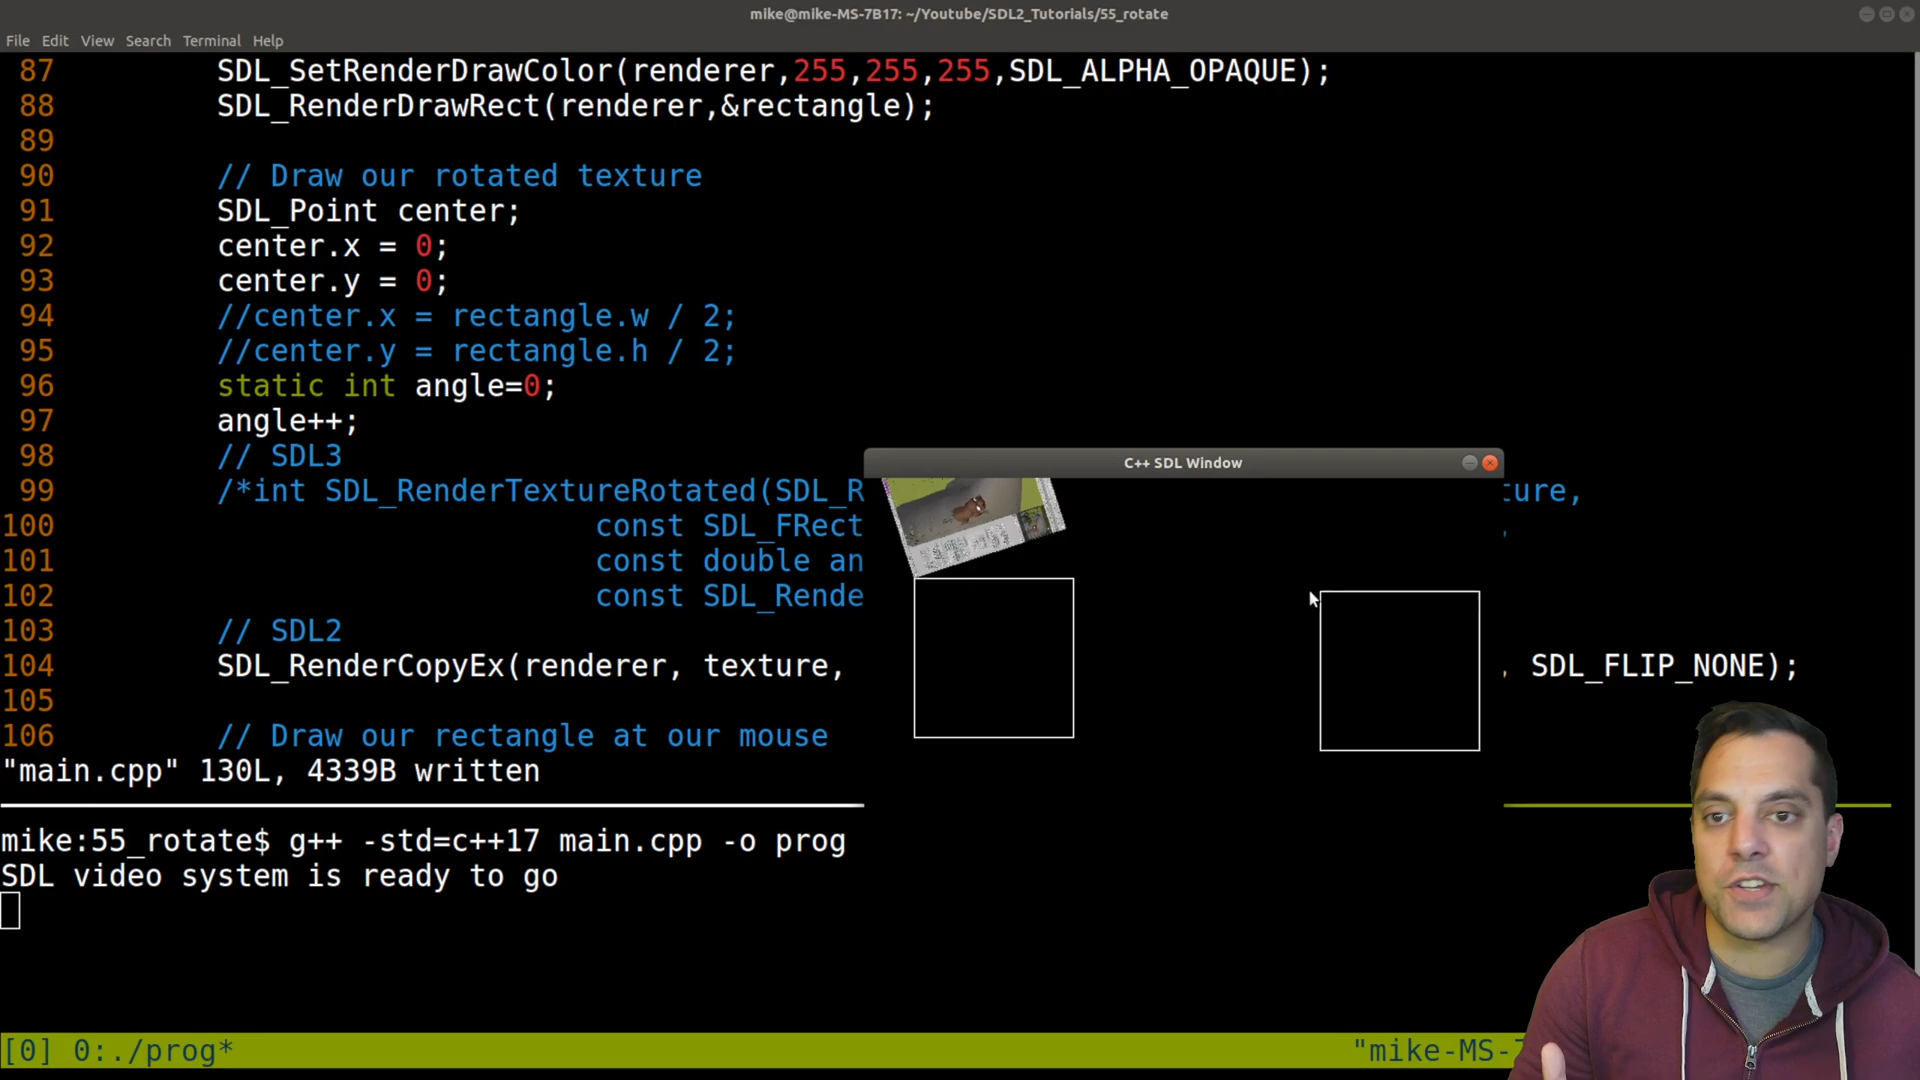 mike@mike-MS-7B17: ~/Youtube/SDL2_Tutorials/55_rotate
File Edit View Search Terminal Help
87 SDL_SetRenderDrawColor(renderer,255,255,255,SDL_ALPHA_OPAQUE);
88 SDL_RenderDrawRect(renderer,&rectangle);
89
90 // Draw our rotated texture
91 SDL_Point center;
92 center.x = 0;
93 center.y = 0;
94 //center.x = rectangle.w / 2;
95 //center.y = rectangle.h / 2;
96 static int angle=0;
97 angle++;
98 // SDL3
C++ SDL Window
99 /*int SDL_RenderTextureRotated(SDL_R ture,
100 const SDL_FRect ,
101 const double an
102 const SDL_Rende
103 // SDL2
104 SDL_RenderCopyEx(renderer, texture, , SDL_FLIP_NONE);
105
106 // Draw our rectangle at our mouse
"main.cpp" 130L, 4339B written
mike:55_rotate$ g++ -std=c++17 main.cpp -o prog
SDL video system is ready to go
[0] 0:./prog* "mike-MS-7